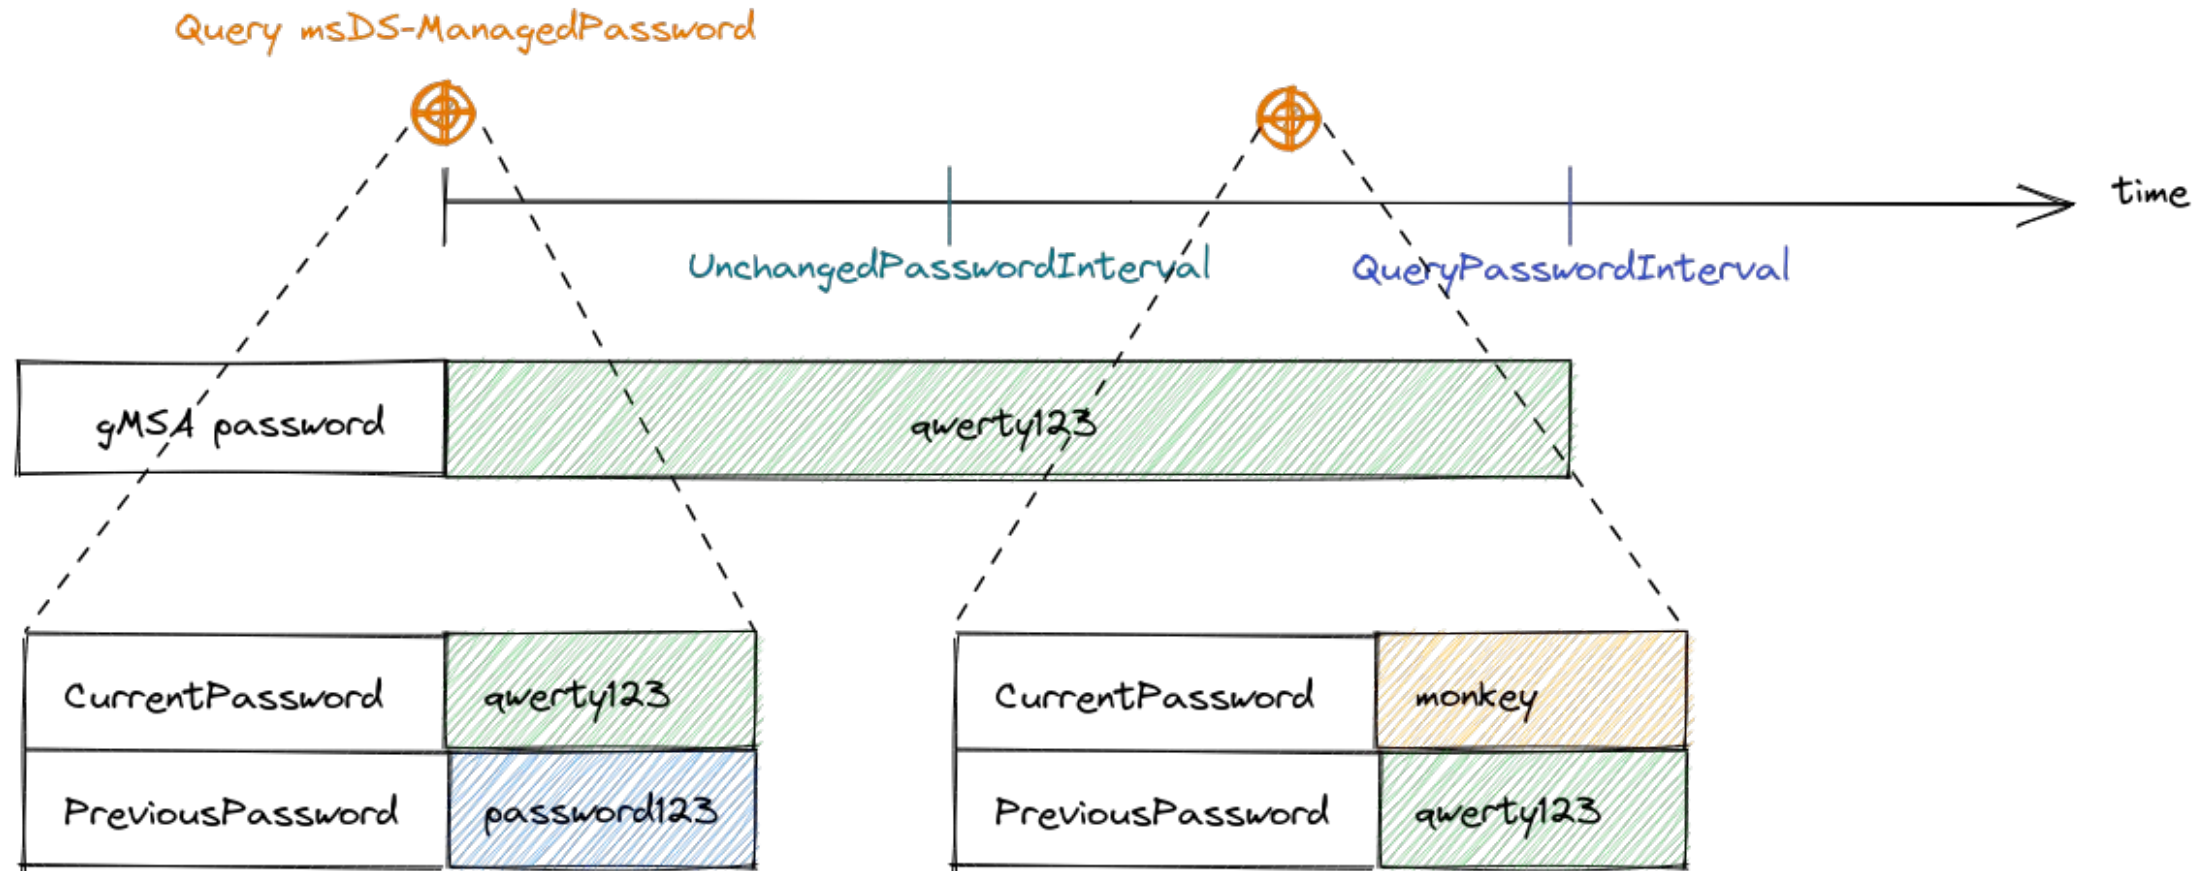 Query msDS-ManagedPassword
time
UnchangedPasswordInterval
QueryPasswordInterval
gMSA password
qwerty123
CurrentPassword
qwerty123
PreviousPassword
password123
CurrentPassword
monkey
PreviousPassword
qwerty123